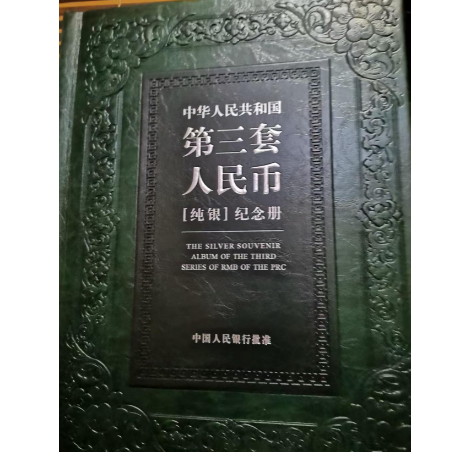 中华人民共和国
第三套
人民币
[纯银]纪念册
THE SILVER SOUVENIR
ALBUM OF THE THIRD
SERIES OF RMB OF THE PRC
中国人民银行批准